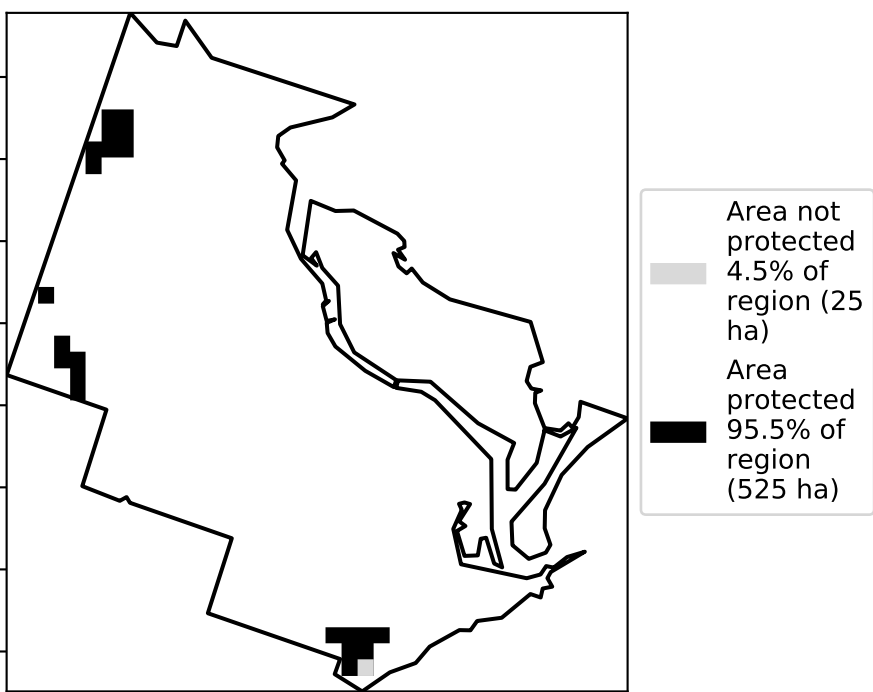 Area not
protected
4.5% of
region (25
ha)
Area
protected
95.5% of
region
(525 ha)